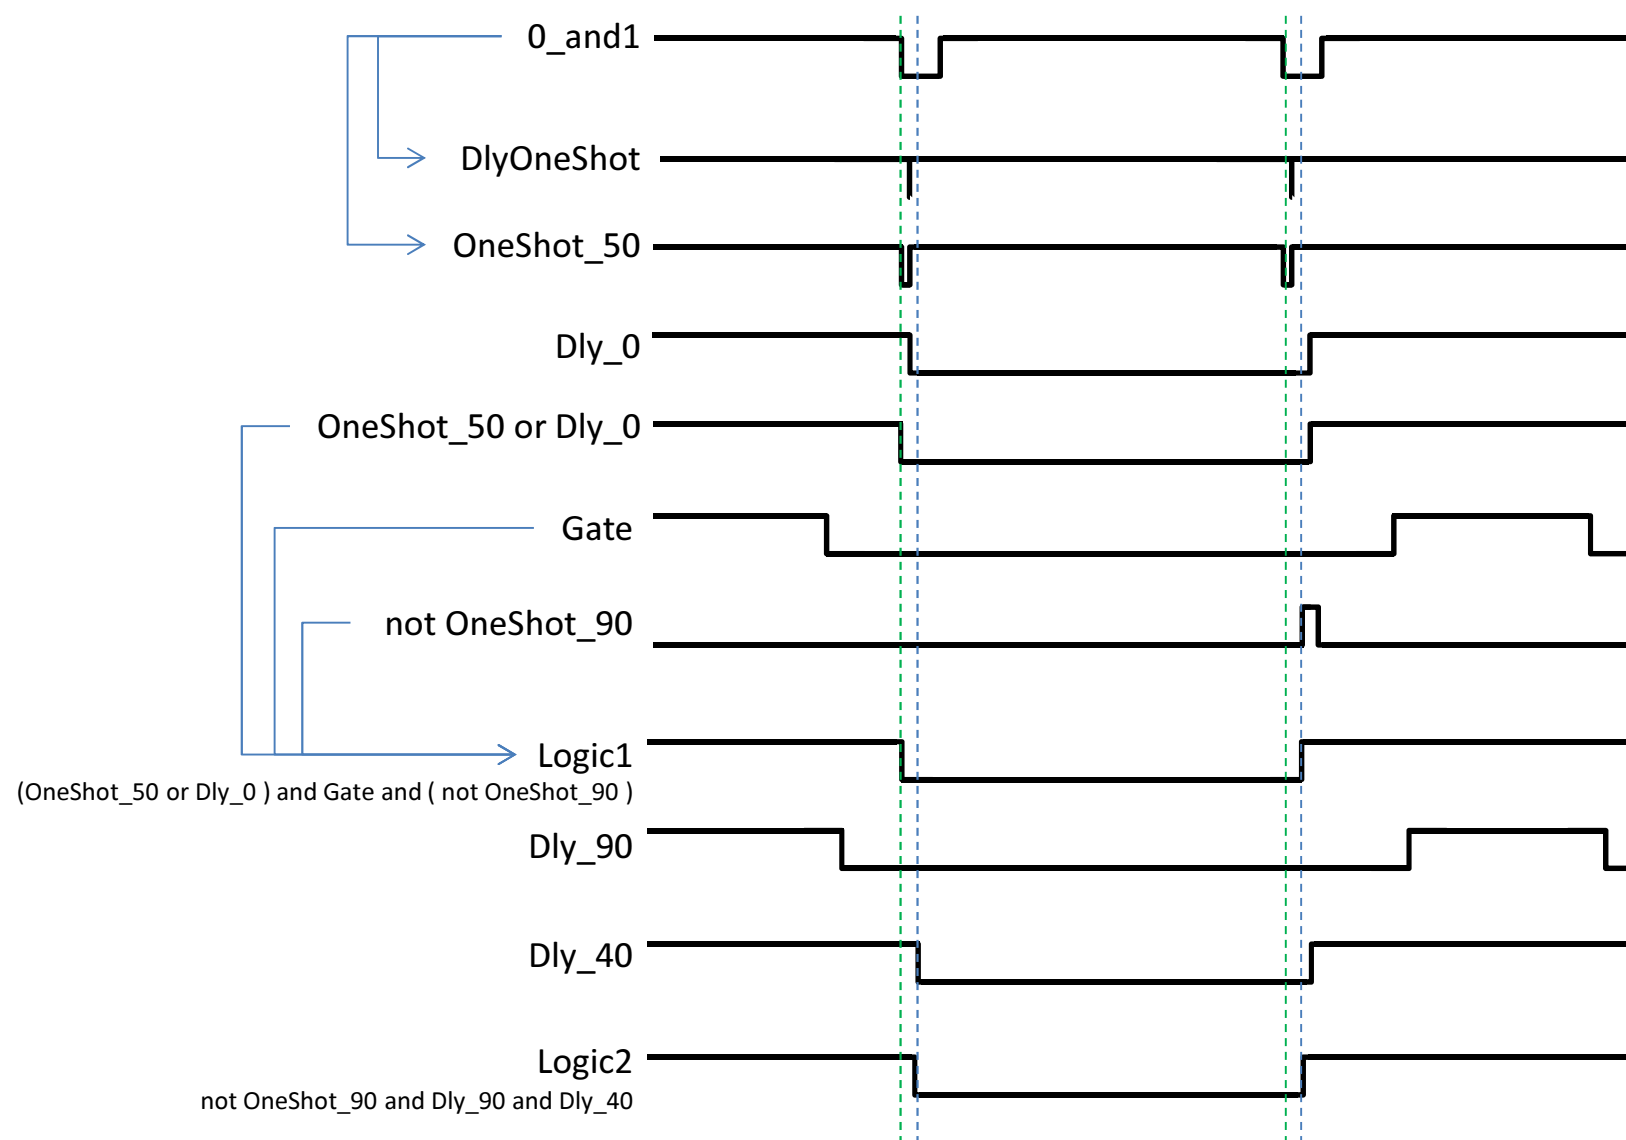 0_and1
DlyOneShot
OneShot_50
Dly_0
OneShot_50 or Dly_0
Gate
not OneShot_90
Logic1
(OneShot_50 or Dly_0 ) and Gate and ( not OneShot_90 )
Dly_90
Dly_40
Logic2
not OneShot_90 and Dly_90 and Dly_40